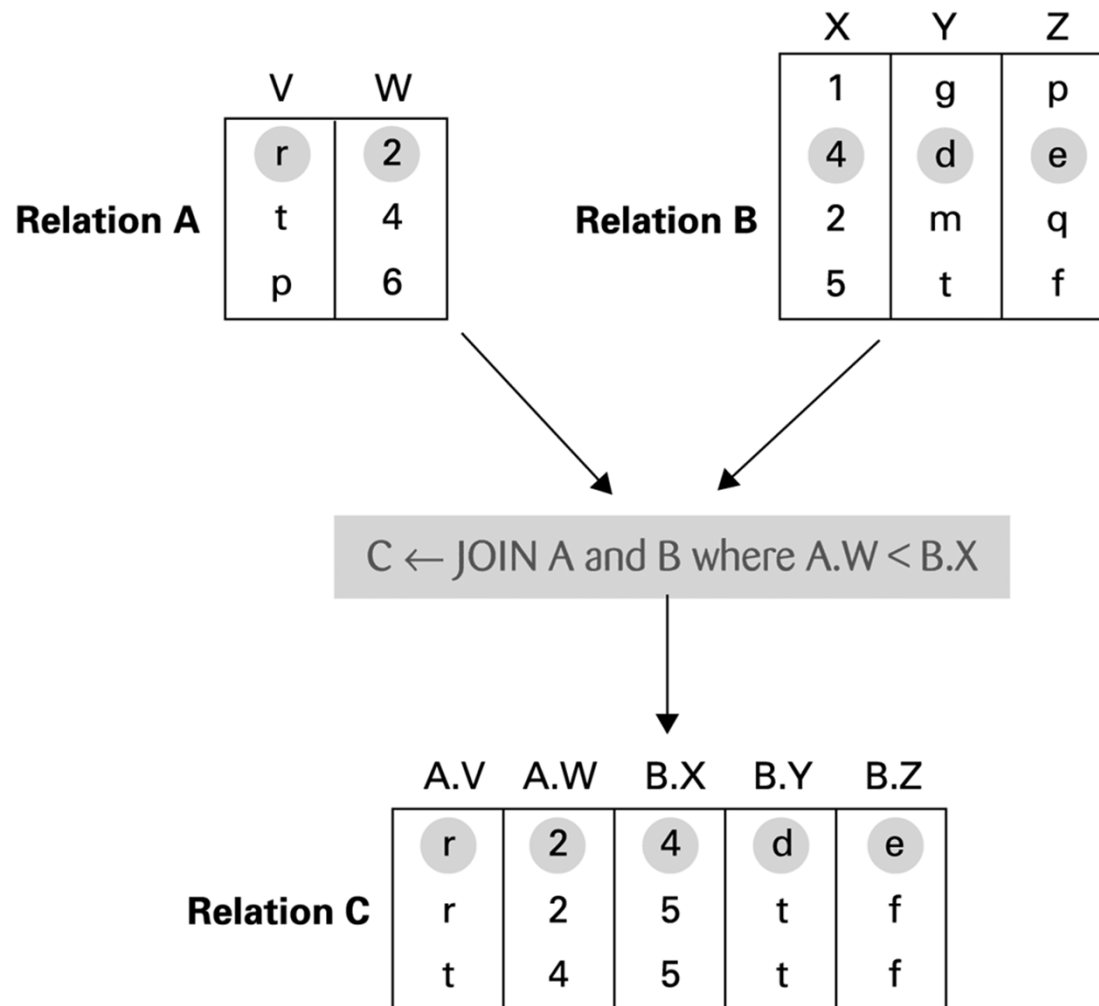 V W
r 2
Relation A t 4
p 6
X Y Z
1 g p
4 d e
Relation B 2 m q
5 t f
C ← JOIN A and B where A.W < B.X
A.V A.W B.X B.Y B.Z
r 2 4 d e
Relation C r 2 5 t f
t 4 5 t f